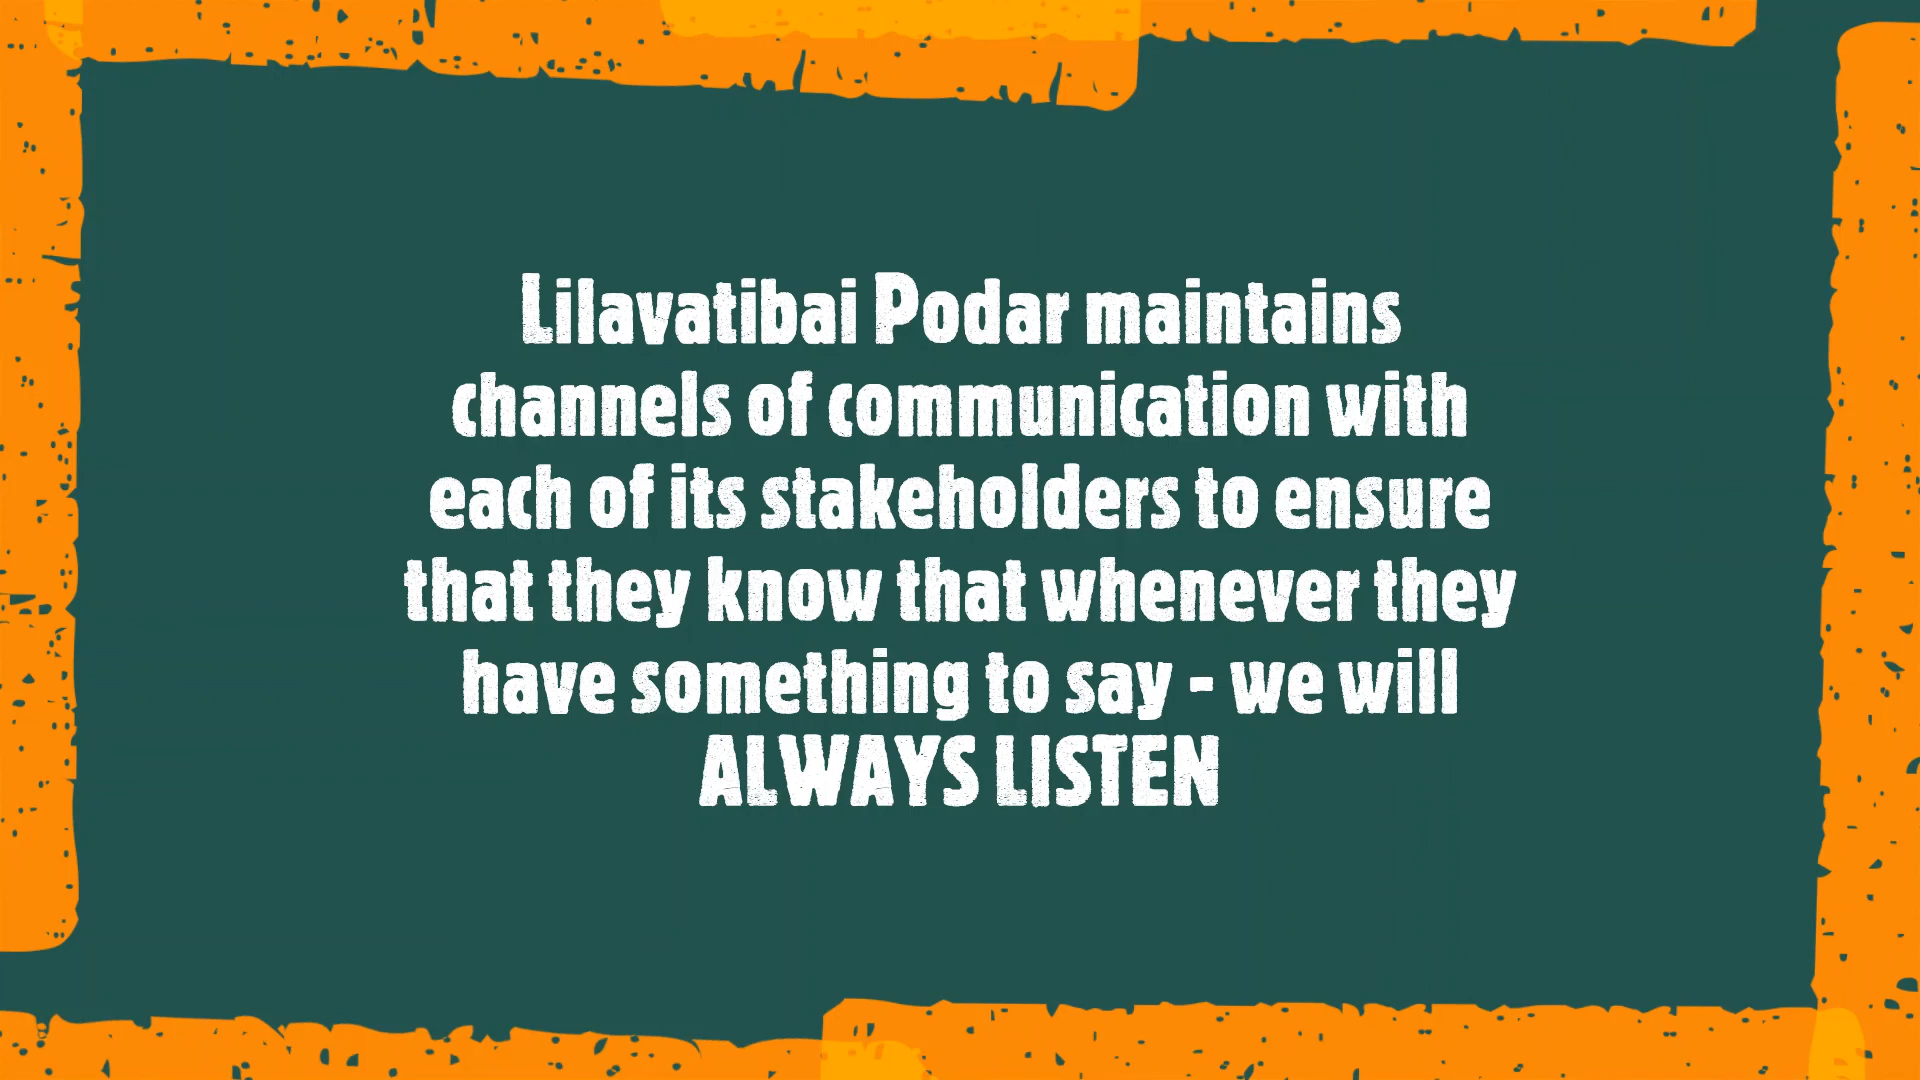 Lilavatibai Podar maintains
channels of communication with
each of its stakeholders to ensure
that they know that whenever they
have something to say - we will
ALWAYS LISTEN